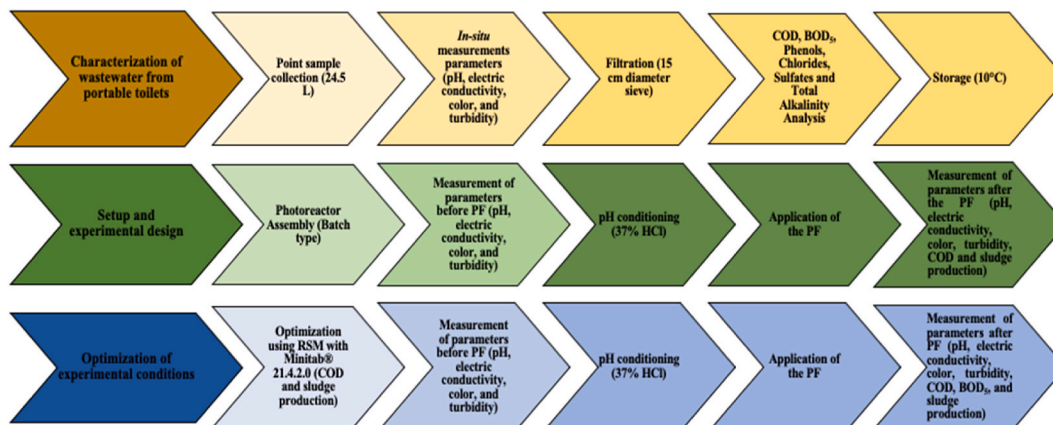 Characterization of
wastewater from
portable toilets
Point sample
collection (24.5
L)
In-situ
measurements
parameters
(pH, electric
conductivity,
color, and
turbidity)
Filtration (15
cm diameter
sieve)
COD, BOD₅,
Phenols,
Chlorides,
Sulfates and
Total
Alkalinity
Analysis
Storage (10°C)
Setup and
experimental design
Photoreactor
Assembly (Batch
type)
Measurement of
parameters
before PF (pH,
electric
conductivity,
color, and
turbidity)
pH conditioning
(37% HCl)
Application of
the PF
Measurement of
parameters after
the PF (pH,
electric
conductivity,
color, turbidity,
COD and sludge
production)
Optimization of
experimental conditions
Optimization
using RSM with
Minitab®
21.4.2.0 (COD
and sludge
production)
Measurement
of parameters
before PF (pH,
electric
conductivity,
color, and
turbidity)
pH conditioning
(37% HCl)
Application of
the PF
Measurement of
parameters after
PF (pH, electric
conductivity,
color, turbidity,
COD, BOD₅, and
sludge
production)